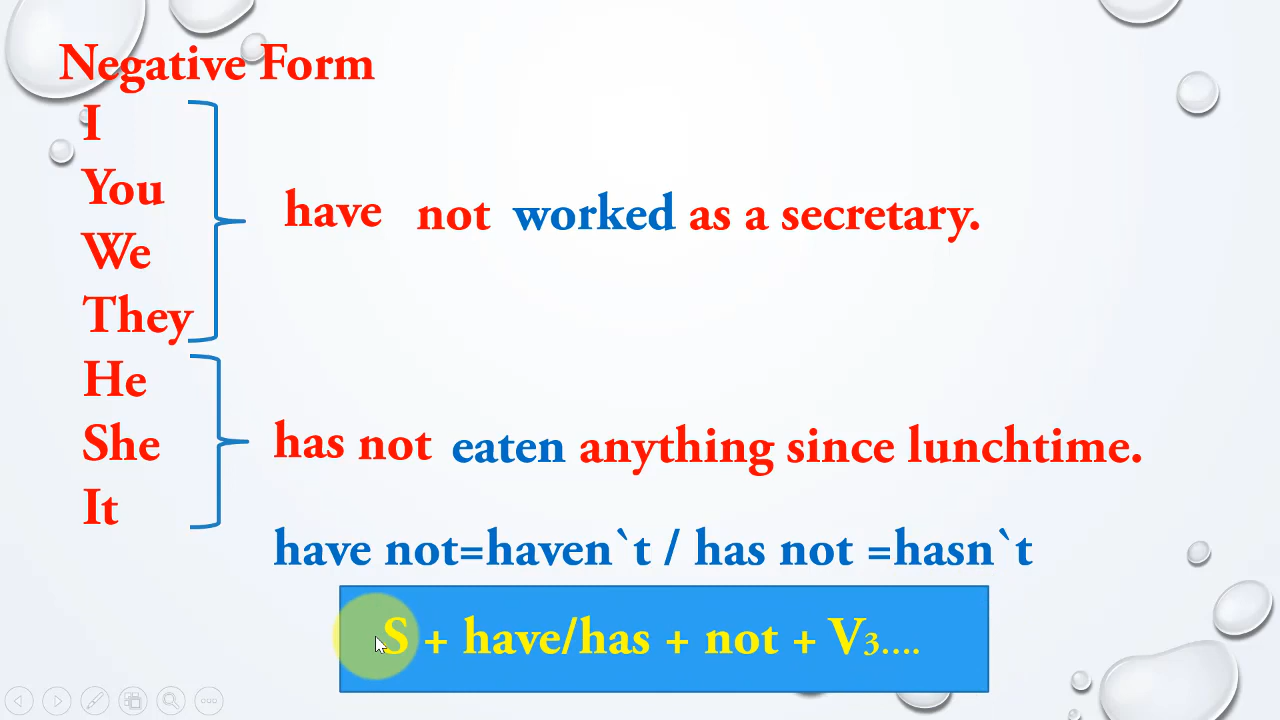 Negative Form
I
You
We
They
have not worked as a secretary.
He
She
It
has not eaten anything since lunchtime.
have not=haven`t / has not =hasn`t
S + have/has + not + V3....